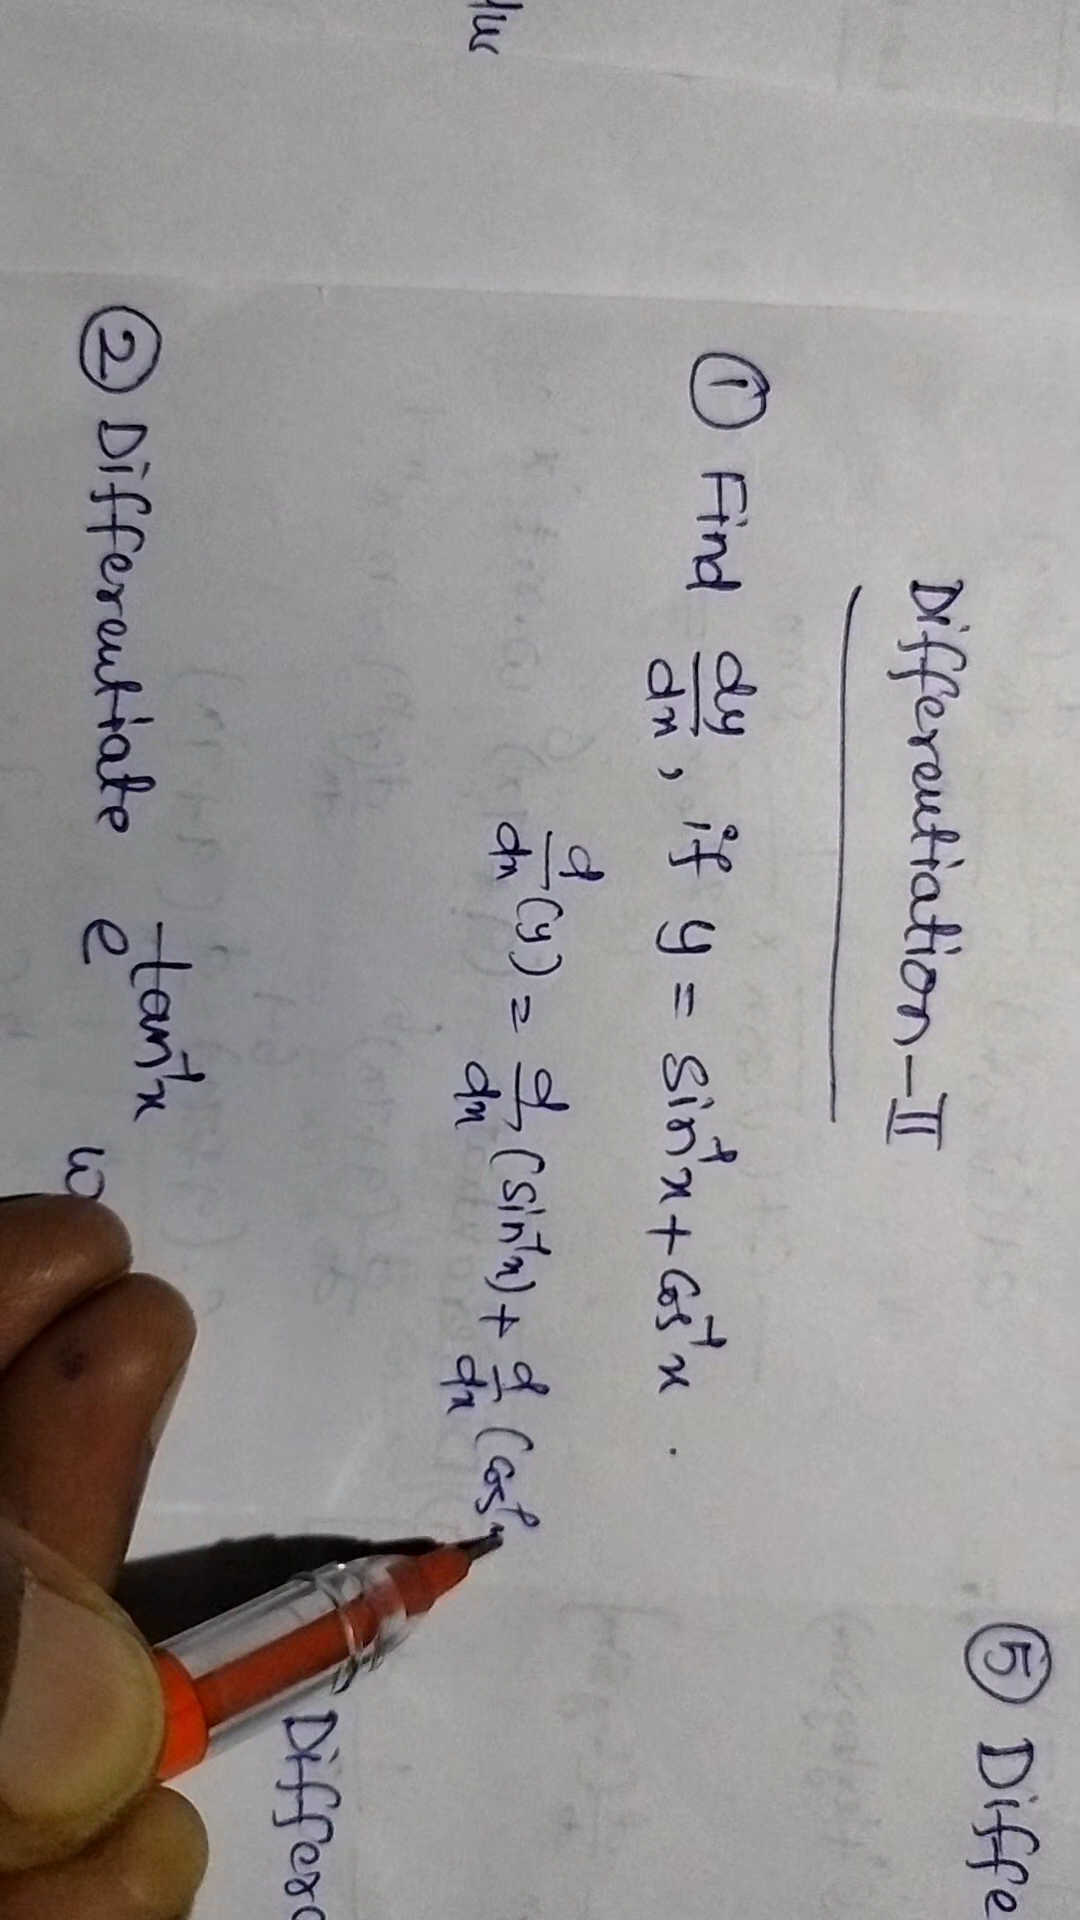 Differentiation-II
① Find dy/dx, if y = Sin⁻¹x + Cos⁻¹x.
d/dx (y) = d/dx (sin⁻¹x) + d/dx (Cos⁻¹x
② Differentiate e^tan⁻¹x w
⑤ Diffe
Differ